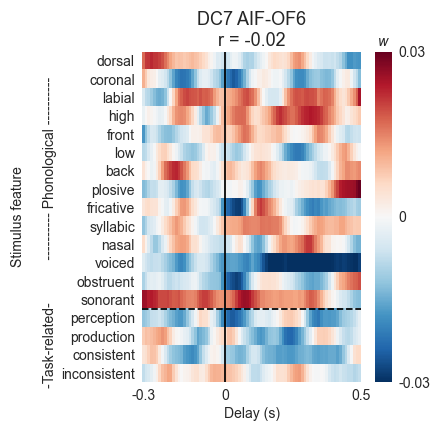 DC7 AIF-OF6
r = -0.02
w
dorsal
coronal
labial
high
front
low
back
plosive
fricative
syllabic
nasal
voiced
obstruent
sonorant
perception
production
consistent
inconsistent
Stimulus feature
-Task-related- ---------- Phonological ----------
0.03
0
-0.03
-0.3 0 0.5
Delay (s)